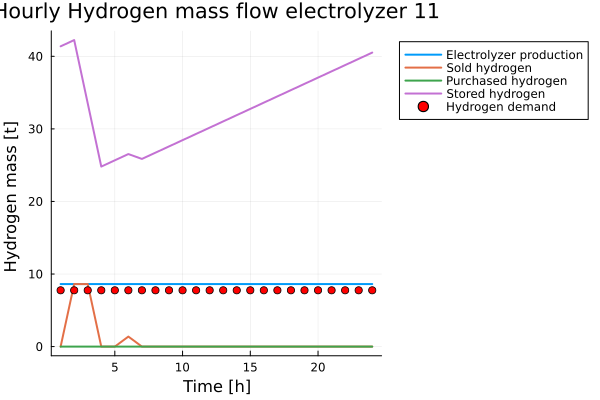 Hourly Hydrogen mass flow electrolyzer 11
Electrolyzer production
Sold hydrogen
Purchased hydrogen
Stored hydrogen
Hydrogen demand
Hydrogen mass [t]
40
30
20
10
0
5 10 15 20
Time [h]